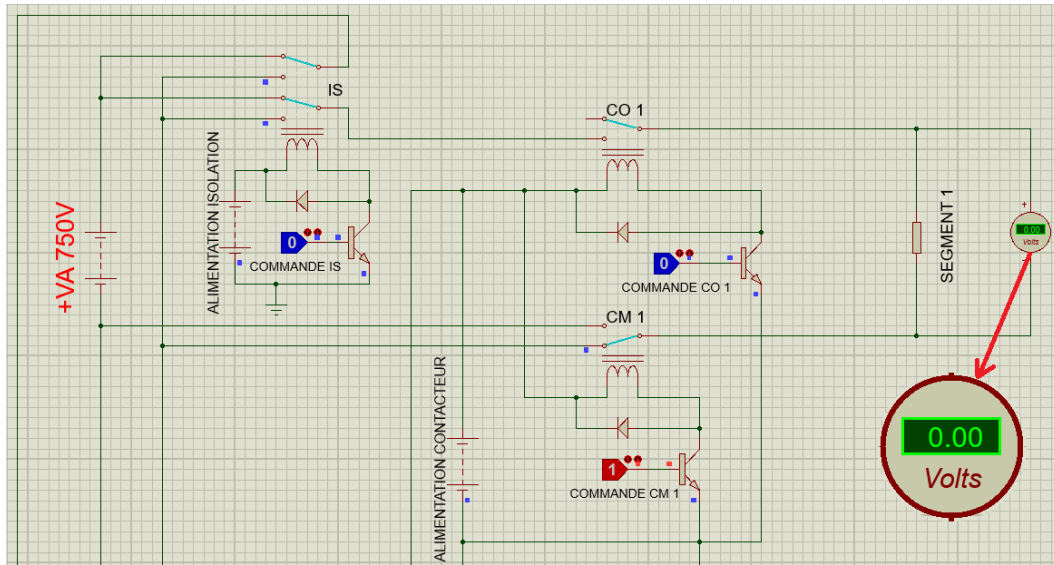 IS
CO 1
ALIMENTATION ISOLATION
+VA 750V
0
COMMANDE IS
0
COMMANDE CO 1
SEGMENT 1
+
0.00
Volts
CM 1
ALIMENTATION CONTACTEUR
1
COMMANDE CM 1
0.00
Volts